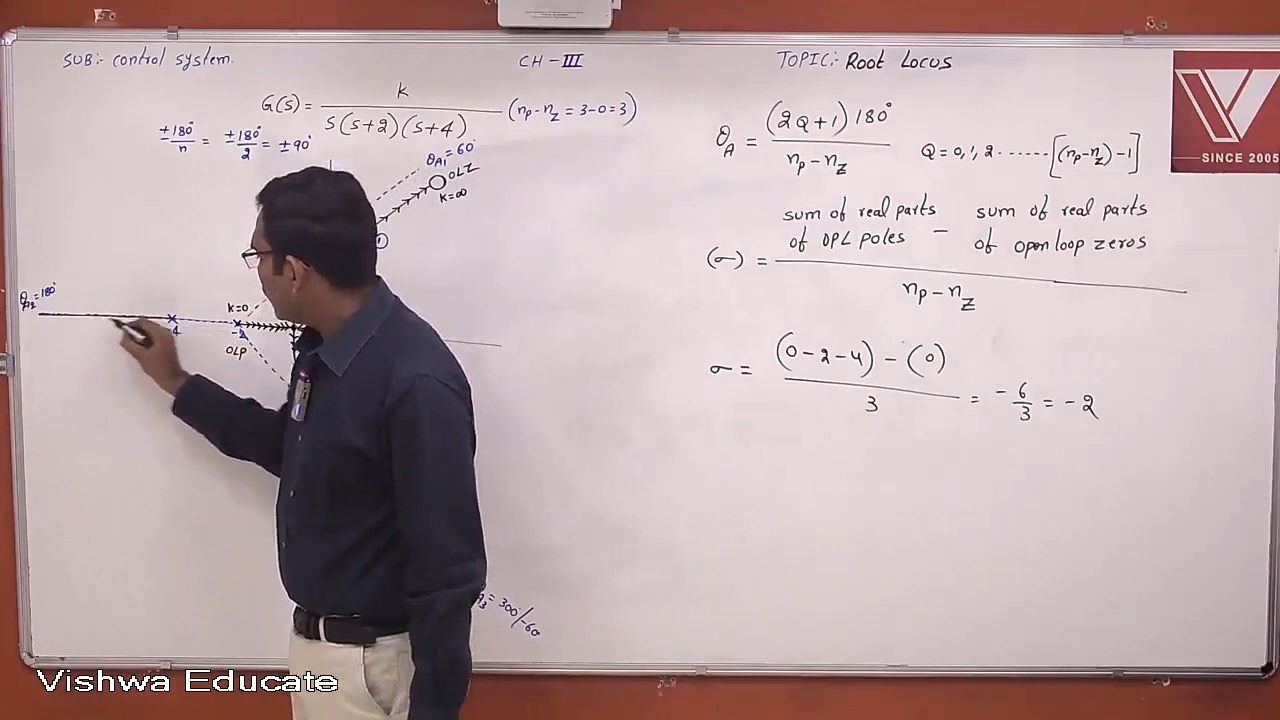 SUB:- control system.
CH - III
TOPIC:- Root Locus
G(s) = K / s(s+2)(s+4) (np-nz = 3-0 = 3)
±180°/n = ±180°/2 = ±90°
θA1 = 60°
OLZ
K=∞
1
θA2 = 180°
K=0
-4
-2
OLP
A3 = 300/-60
θA = (2Q+1) 180° / np-nz
Q = 0, 1, 2 ------ [(np-nz)-1]
(σ) = sum of real parts of OPL poles - sum of real parts of open loop zeros / np-nz
σ = (0-2-4) - (0) / 3 = -6/3 = -2
SINCE 2005
Vishwa Educate